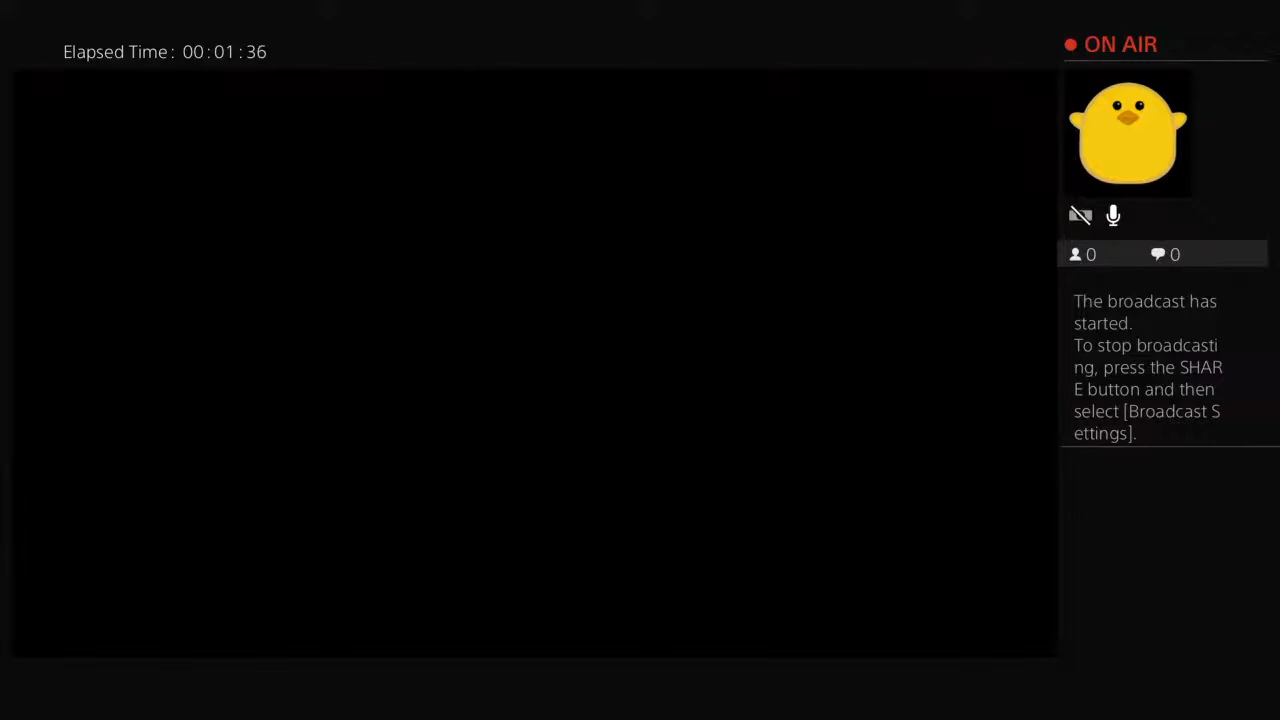 Elapsed Time: 00:01:36
ON AIR
0 0
The broadcast has
started.
To stop broadcasti
ng, press the SHAR
E button and then
select [Broadcast S
ettings].